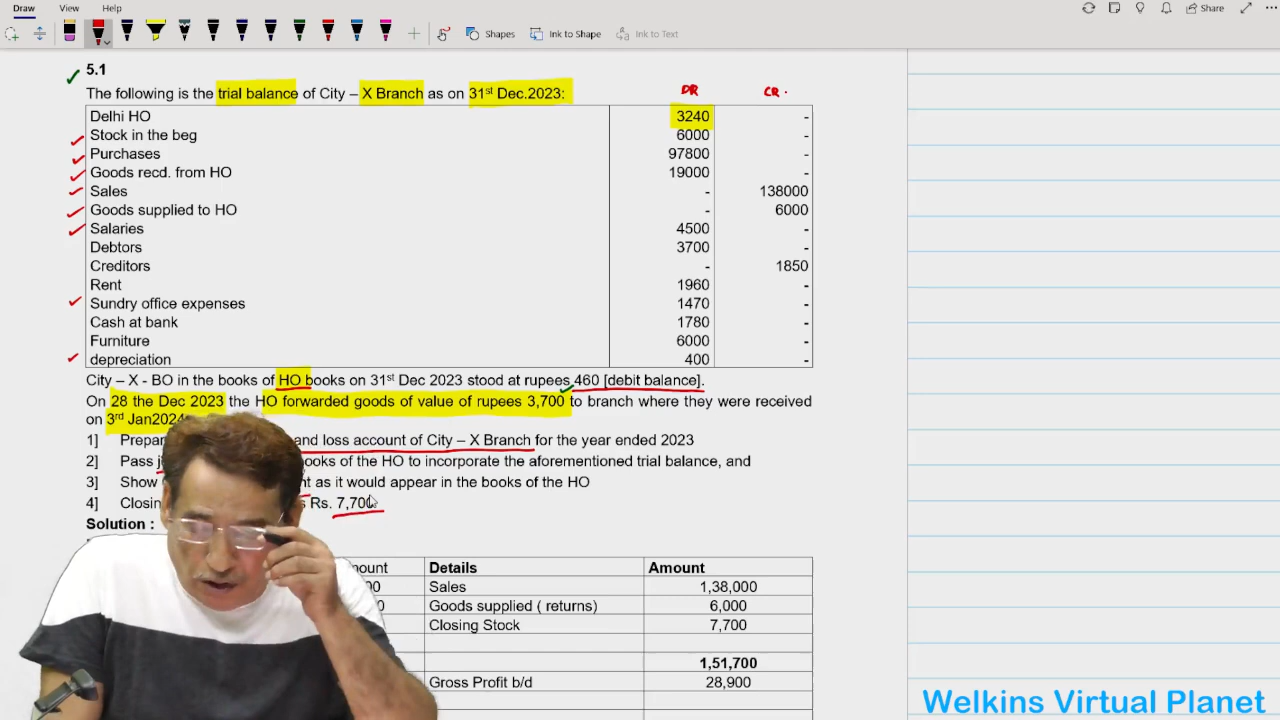 Draw View Help
Shapes Ink to Shape Ink to Text Share
5.1
The following is the trial balance of City – X Branch as on 31st Dec.2023:
DR CR
Delhi HO 3240 -
Stock in the beg 6000 -
Purchases 97800 -
Goods recd. from HO 19000 -
Sales - 138000
Goods supplied to HO - 6000
Salaries 4500 -
Debtors 3700 -
Creditors - 1850
Rent 1960 -
Sundry office expenses 1470 -
Cash at bank 1780 -
Furniture 6000 -
depreciation 400 -
City – X - BO in the books of HO books on 31st Dec 2023 stood at rupees 460 [debit balance].
On 28 the Dec 2023 the HO forwarded goods of value of rupees 3,700 to branch where they were received
on 3rd Jan2024
1] and loss account of City – X Branch for the year ended 2023
2] Pass books of the HO to incorporate the aforementioned trial balance, and
3] Show as it would appear in the books of the HO
4] Rs. 7,700
Solution :
Details Amount
Sales 1,38,000
Goods supplied ( returns) 6,000
Closing Stock 7,700
1,51,700
Gross Profit b/d 28,900
Welkins Virtual Planet